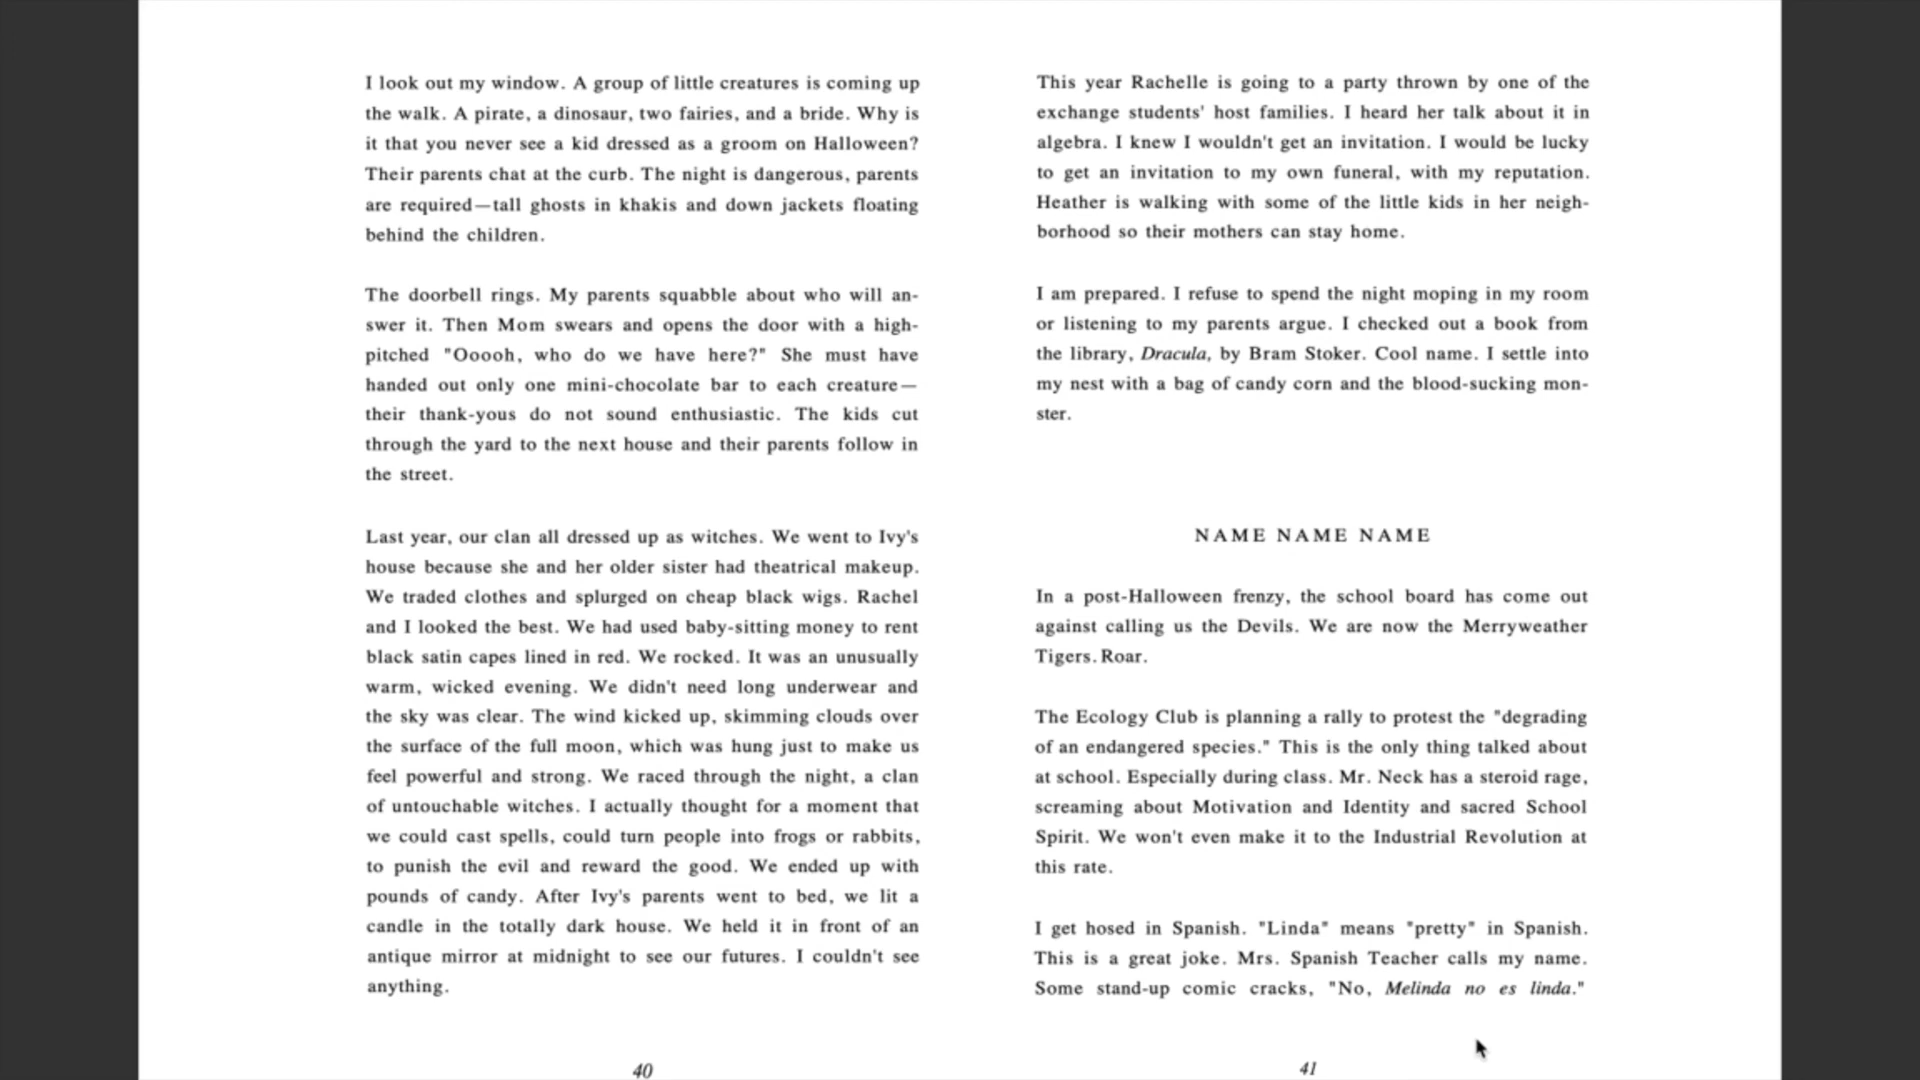 I look out my window. A group of little creatures is coming up
the walk. A pirate, a dinosaur, two fairies, and a bride. Why is
it that you never see a kid dressed as a groom on Halloween?
Their parents chat at the curb. The night is dangerous, parents
are required—tall ghosts in khakis and down jackets floating
behind the children.
The doorbell rings. My parents squabble about who will an-
swer it. Then Mom swears and opens the door with a high-
pitched "Ooooh, who do we have here?" She must have
handed out only one mini-chocolate bar to each creature—
their thank-yous do not sound enthusiastic. The kids cut
through the yard to the next house and their parents follow in
the street.
Last year, our clan all dressed up as witches. We went to Ivy's
house because she and her older sister had theatrical makeup.
We traded clothes and splurged on cheap black wigs. Rachel
and I looked the best. We had used baby-sitting money to rent
black satin capes lined in red. We rocked. It was an unusually
warm, wicked evening. We didn't need long underwear and
the sky was clear. The wind kicked up, skimming clouds over
the surface of the full moon, which was hung just to make us
feel powerful and strong. We raced through the night, a clan
of untouchable witches. I actually thought for a moment that
we could cast spells, could turn people into frogs or rabbits,
to punish the evil and reward the good. We ended up with
pounds of candy. After Ivy's parents went to bed, we lit a
candle in the totally dark house. We held it in front of an
antique mirror at midnight to see our futures. I couldn't see
anything.
40
This year Rachelle is going to a party thrown by one of the
exchange students' host families. I heard her talk about it in
algebra. I knew I wouldn't get an invitation. I would be lucky
to get an invitation to my own funeral, with my reputation.
Heather is walking with some of the little kids in her neigh-
borhood so their mothers can stay home.
I am prepared. I refuse to spend the night moping in my room
or listening to my parents argue. I checked out a book from
the library, Dracula, by Bram Stoker. Cool name. I settle into
my nest with a bag of candy corn and the blood-sucking mon-
ster.
NAME NAME NAME
In a post-Halloween frenzy, the school board has come out
against calling us the Devils. We are now the Merryweather
Tigers. Roar.
The Ecology Club is planning a rally to protest the "degrading
of an endangered species." This is the only thing talked about
at school. Especially during class. Mr. Neck has a steroid rage,
screaming about Motivation and Identity and sacred School
Spirit. We won't even make it to the Industrial Revolution at
this rate.
I get hosed in Spanish. "Linda" means "pretty" in Spanish.
This is a great joke. Mrs. Spanish Teacher calls my name.
Some stand-up comic cracks, "No, Melinda no es linda."
41